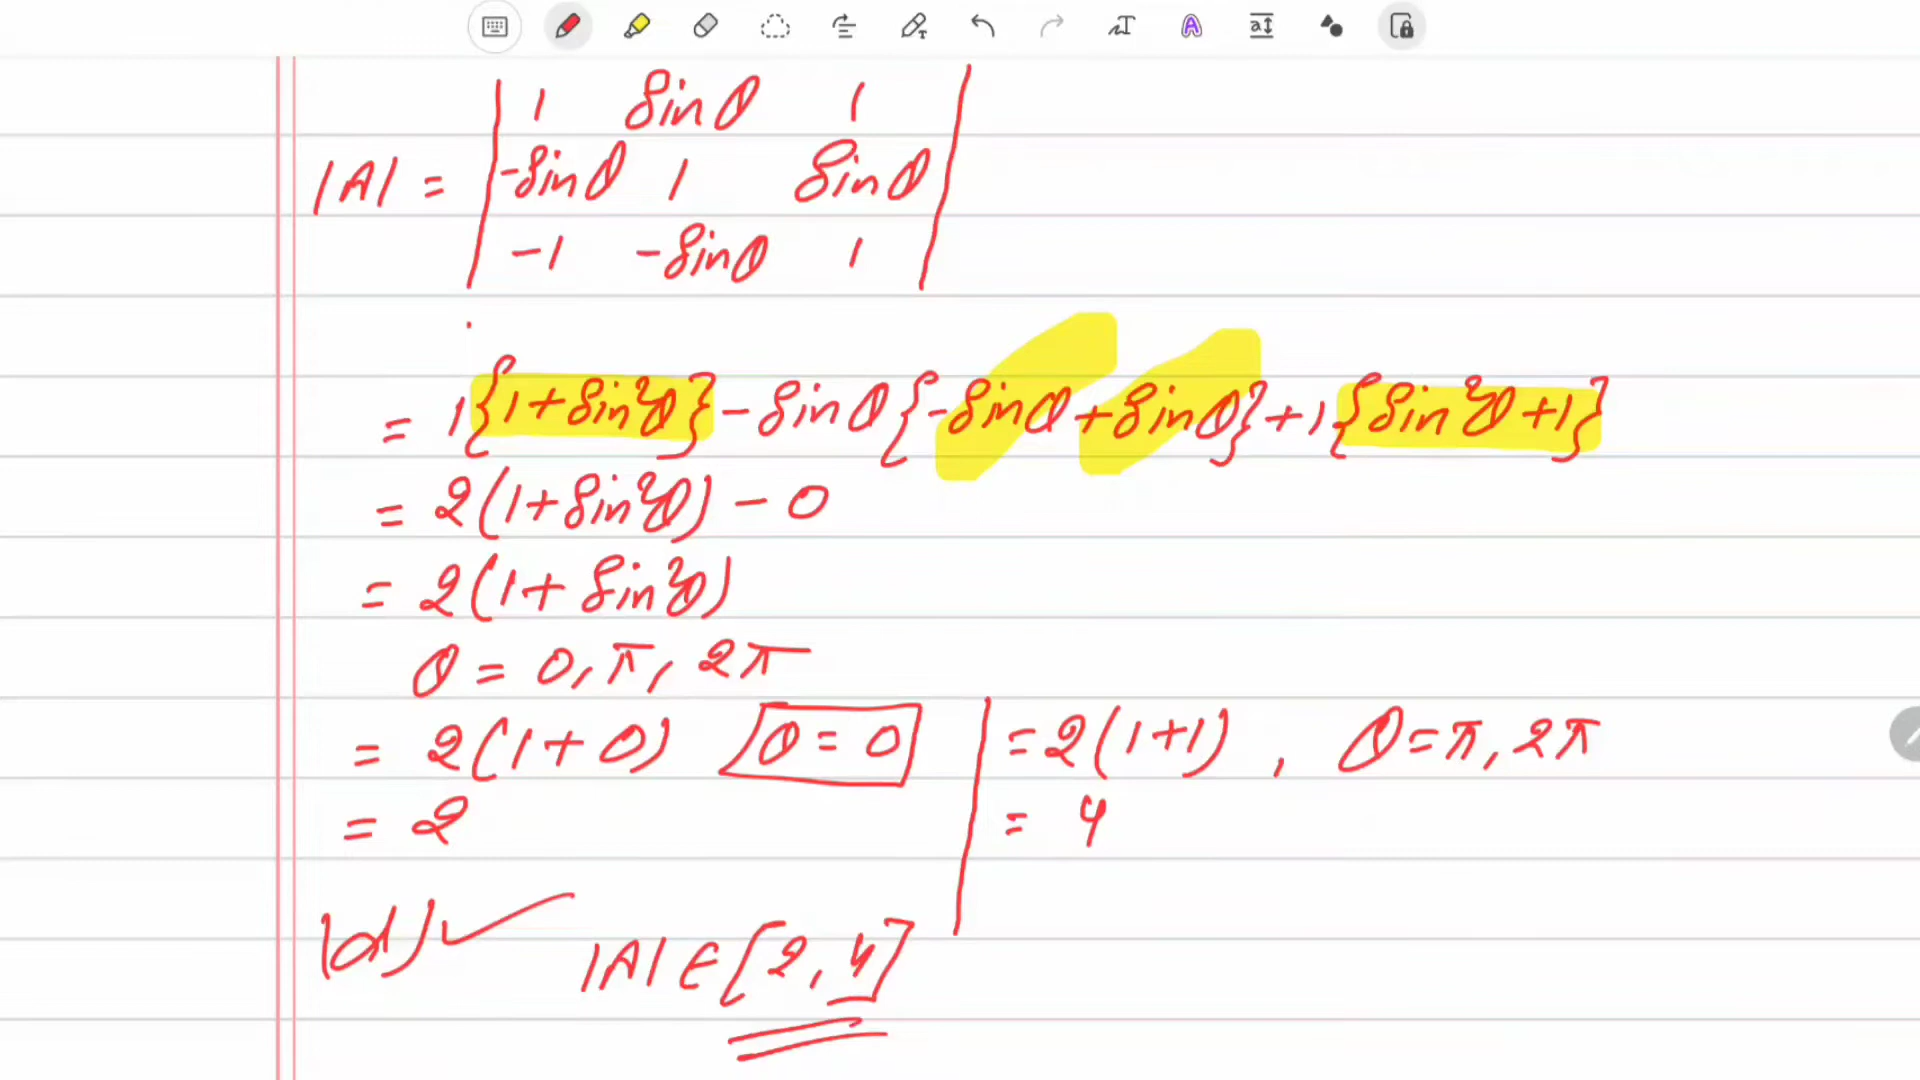 1 sinθ 1
|A| = -sinθ 1 sinθ
-1 -sinθ 1
= 1{1+sin²θ} - sinθ{-sinθ+sinθ} + 1{sin²θ+1}
= 2(1+sin²θ) - 0
= 2(1+sin²θ)
θ = 0, π, 2π
= 2(1+0) θ = 0 = 2(1+1), θ = π, 2π
= 2 = 4
(d) ✓ |A| ∈ [2, 4]